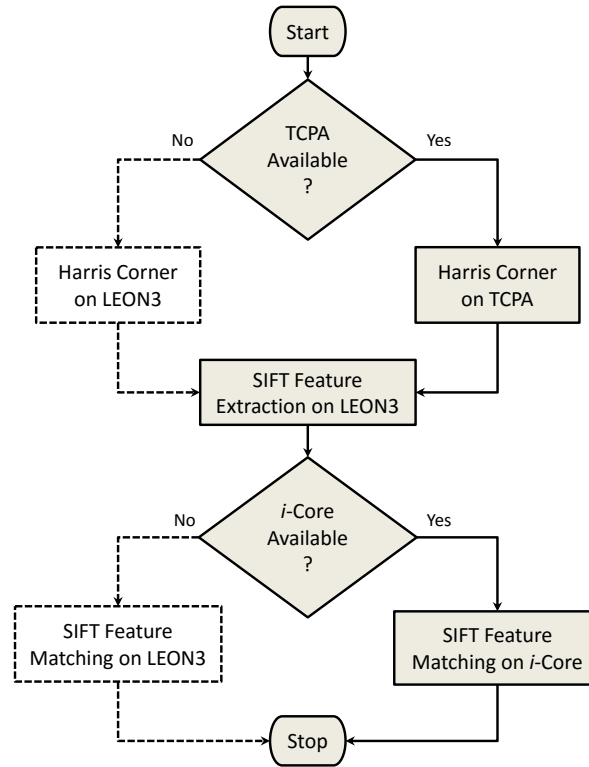 Start
TCPA
Available
?
No
Yes
Harris Corner
on LEON3
Harris Corner
on TCPA
SIFT Feature
Extraction on LEON3
i-Core
Available
?
No
Yes
SIFT Feature
Matching on LEON3
SIFT Feature
Matching on i-Core
Stop